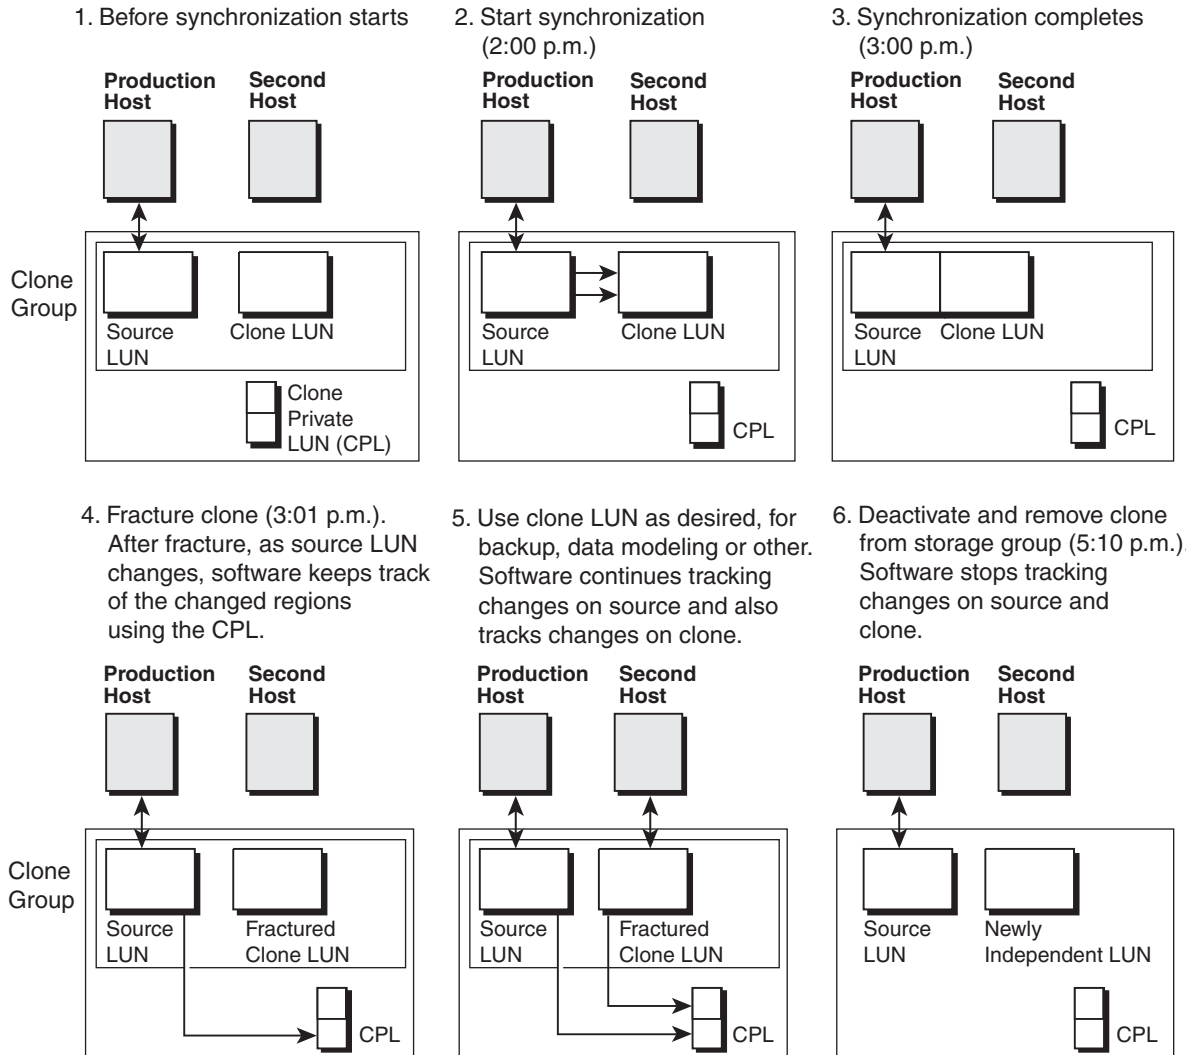 1. Before synchronization starts
Production
Host
Second
Host
Clone
Group
Source
LUN
Clone LUN
Clone
Private
LUN (CPL)
2. Start synchronization
(2:00 p.m.)
Production
Host
Second
Host
Source
LUN
Clone LUN
CPL
3. Synchronization completes
(3:00 p.m.)
Production
Host
Second
Host
Source
LUN
Clone LUN
CPL
4. Fracture clone (3:01 p.m.).
After fracture, as source LUN
changes, software keeps track
of the changed regions
using the CPL.
Production
Host
Second
Host
Clone
Group
Source
LUN
Fractured
Clone LUN
CPL
5. Use clone LUN as desired, for
backup, data modeling or other.
Software continues tracking
changes on source and also
tracks changes on clone.
Production
Host
Second
Host
Source
LUN
Fractured
Clone LUN
CPL
6. Deactivate and remove clone
from storage group (5:10 p.m.).
Software stops tracking
changes on source and
clone.
Production
Host
Second
Host
Source
LUN
Newly
Independent LUN
CPL